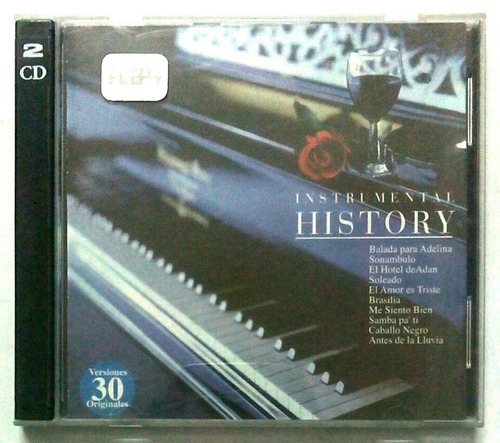 2
CD
INSTRUMENTAL
HISTORY
Balada para Adelina
Sonambulo
El Hotel deAdan
Soleado
El Amor es Triste
Brasilia
Me Siento Bien
Samba pa' ti
Caballo Negro
Antes de la Lluvia
Versiones
30
Originales